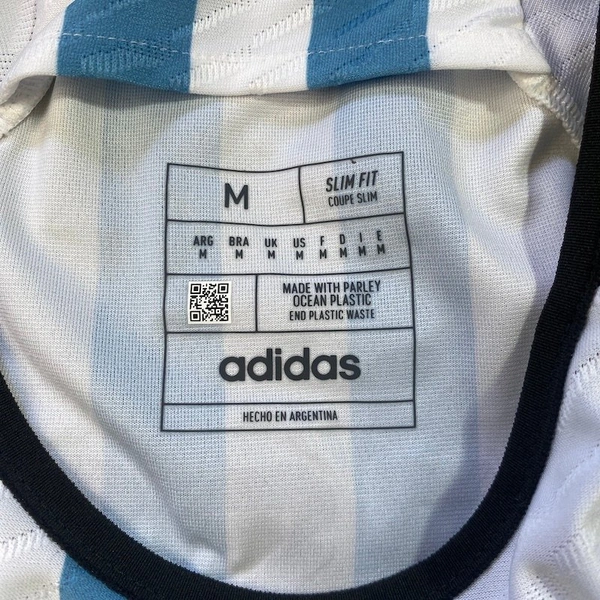 M
SLIM FIT
COUPE SLIM
ARG BRA UK US F D I E
M M M M M M M M
MADE WITH PARLEY
OCEAN PLASTIC
END PLASTIC WASTE
adidas
HECHO EN ARGENTINA